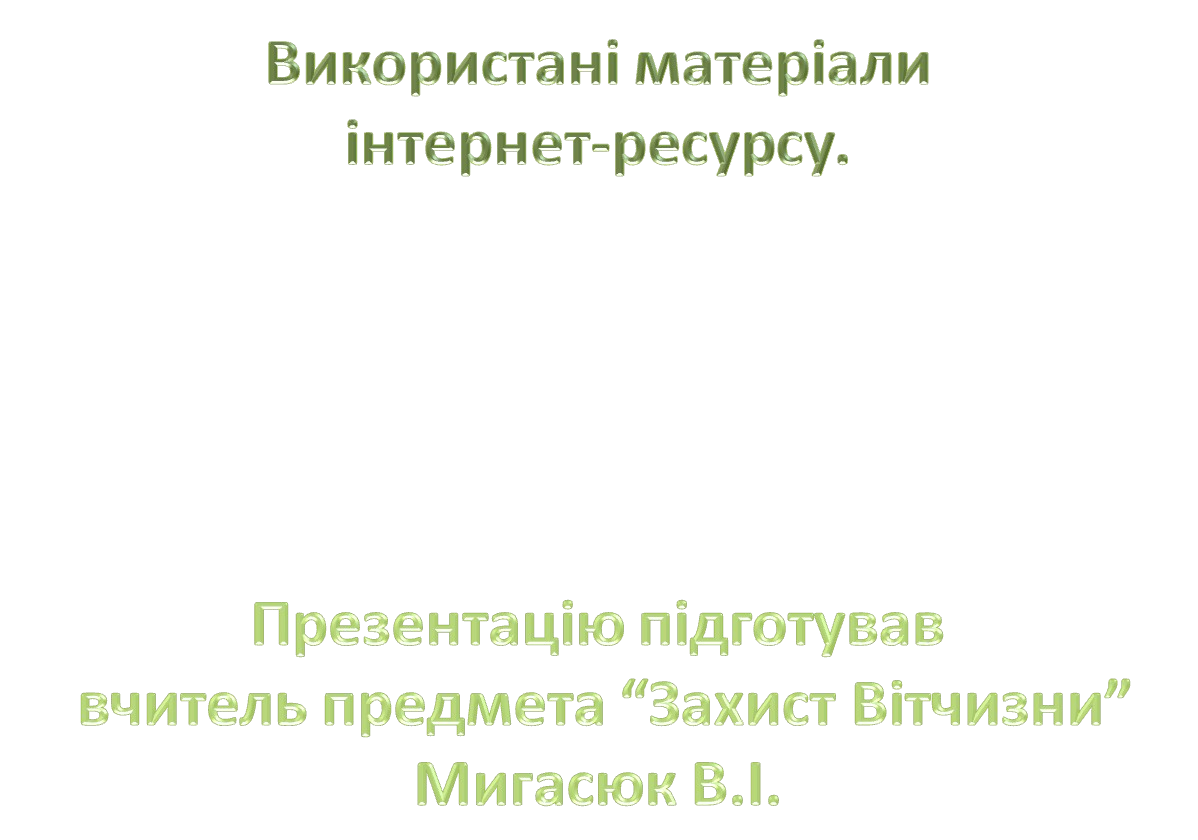 Використані матеріали
інтернет-ресурсу.
Презентацію підготував
вчитель предмета “Захист Вітчизни”
Мигасюк В.І.